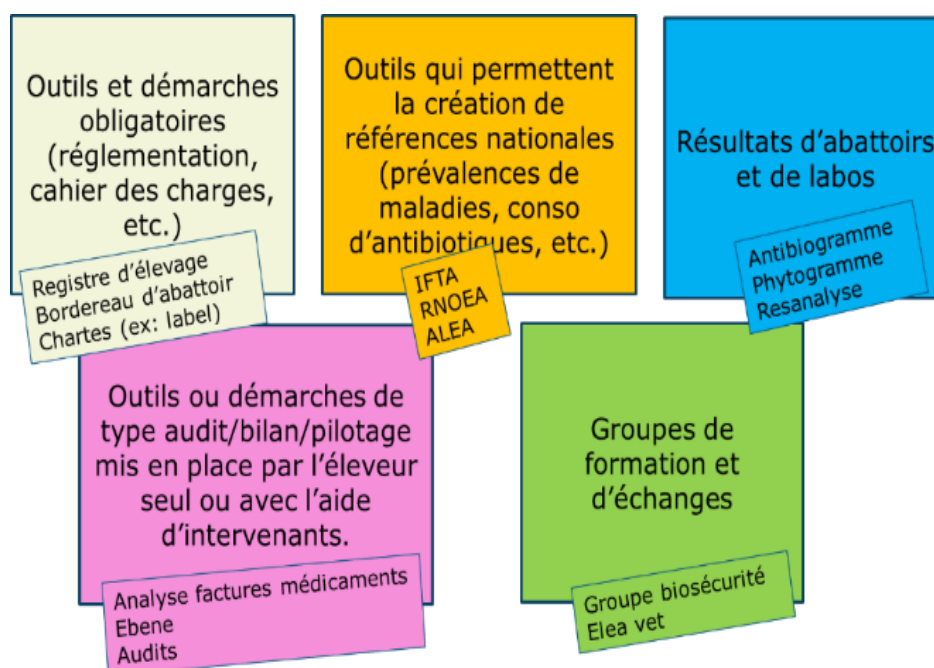 Outils et démarches
obligatoires
(réglementation,
cahier des charges,
etc.)
Registre d'élevage
Bordereau d'abattoir
Chartes (ex: label)
Outils qui permettent
la création de
références nationales
(prévalences de
maladies, conso
d'antibiotiques, etc.)
IFTA
RNOEA
ALEA
Résultats d'abattoirs
et de labos
Antibiogramme
Phytogramme
Resanalyse
Outils ou démarches de
type audit/bilan/pilotage
mis en place par l'éleveur
seul ou avec l'aide
d'intervenants.
Analyse factures médicaments
Ebene
Audits
Groupes de
formation et
d'échanges
Groupe biosécurité
Elea vet